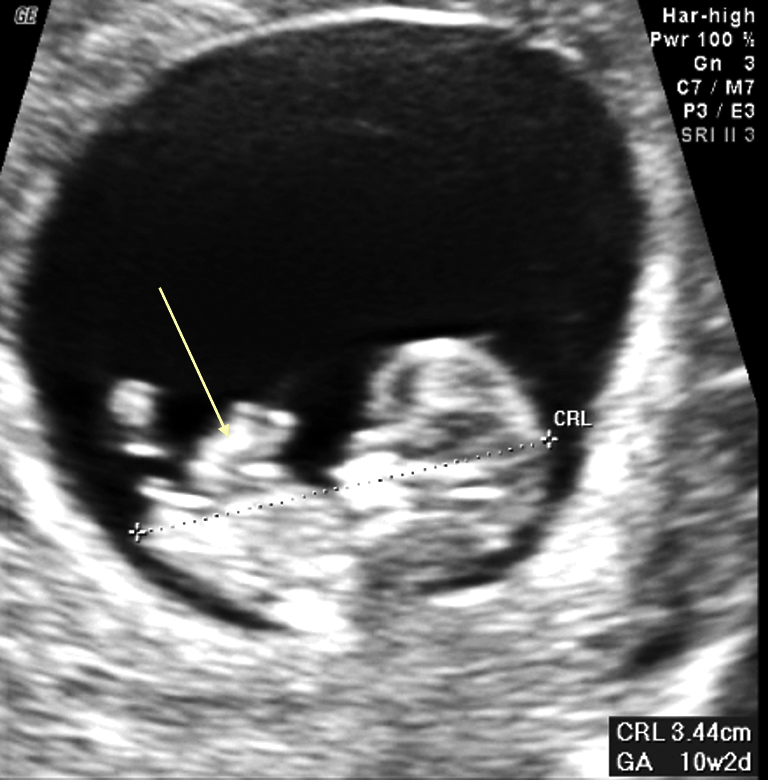 GE
Har-high
Pwr 100 %
Gn 3
C7 / M7
P3 / E3
SRI II 3
CRL
CRL 3.44cm
GA 10w2d